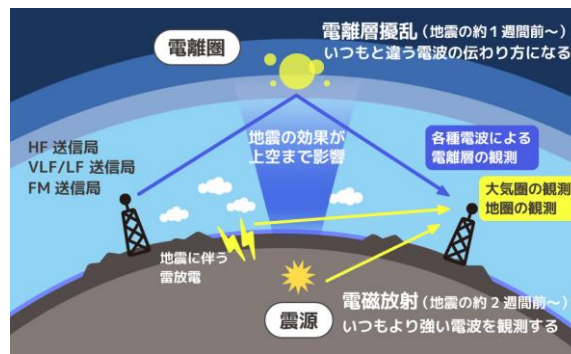 電離圏
電離層擾乱(地震の約1週間前~)
いつもと違う電波の伝わり方になる
HF 送信局
VLF/LF 送信局
FM 送信局
地震の効果が
上空まで影響
各種電波による
電離層の観測
大気圏の観測
地圏の観測
地震に伴う
雷放電
震源
電磁放射(地震の約2週間前~)
いつもより強い電波を観測する